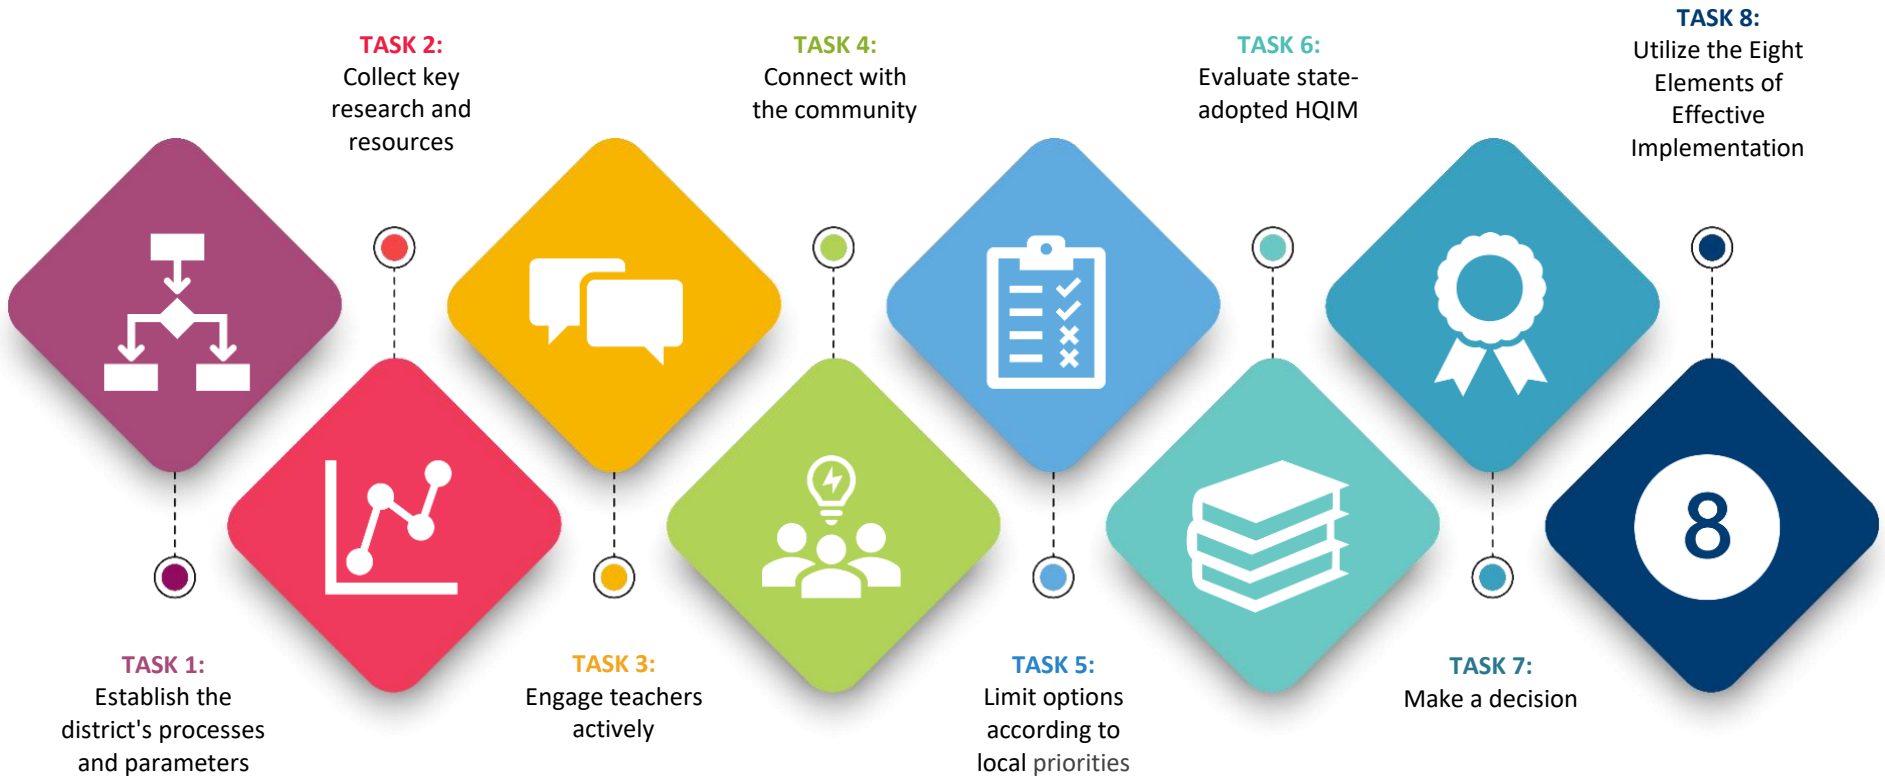 TASK 1:
Establish the
district's processes
and parameters
TASK 2:
Collect key
research and
resources
TASK 3:
Engage teachers
actively
TASK 4:
Connect with
the community
TASK 5:
Limit options
according to
local priorities
TASK 6:
Evaluate state-
adopted HQIM
TASK 7:
Make a decision
TASK 8:
Utilize the Eight
Elements of
Effective
Implementation
8